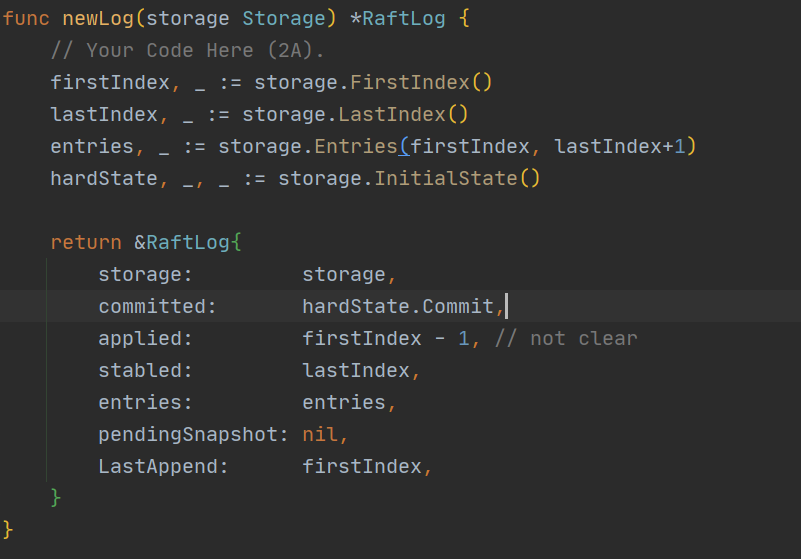 func newLog(storage Storage) *RaftLog {
    // Your Code Here (2A).
    firstIndex, _ := storage.FirstIndex()
    lastIndex, _ := storage.LastIndex()
    entries, _ := storage.Entries(firstIndex, lastIndex+1)
    hardState, _, _ := storage.InitialState()
    return &RaftLog{
        storage:         storage,
        committed:       hardState.Commit,
        applied:         firstIndex - 1, // not clear
        stabled:         lastIndex,
        entries:         entries,
        pendingSnapshot: nil,
        LastAppend:      firstIndex,
    }
}